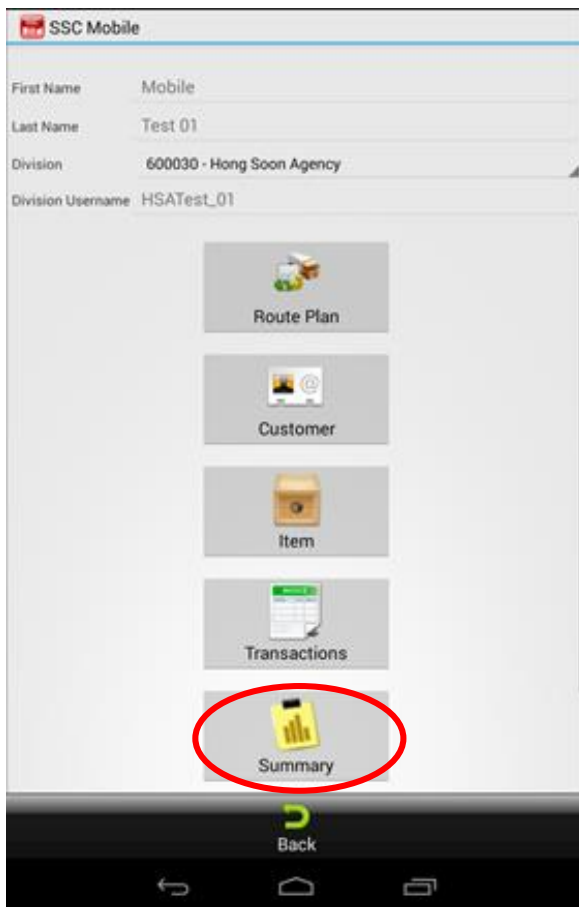 SSC Mobile
First Name Mobile
Last Name Test 01
Division 600030 - Hong Soon Agency
Division Username HSATest_01
Route Plan
@
Customer
Item
INVOICE
Transactions
Summary
Back